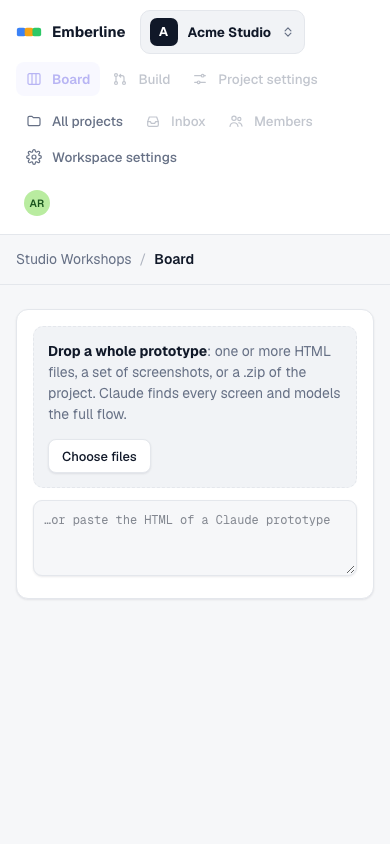 Emberline
A
Acme Studio
Board
Build
Project settings
All projects
Inbox
Members
Workspace settings
AR
Studio Workshops / Board
Drop a whole prototype: one or more HTML
files, a set of screenshots, or a .zip of the
project. Claude finds every screen and models
the full flow.
Choose files
…or paste the HTML of a Claude prototype